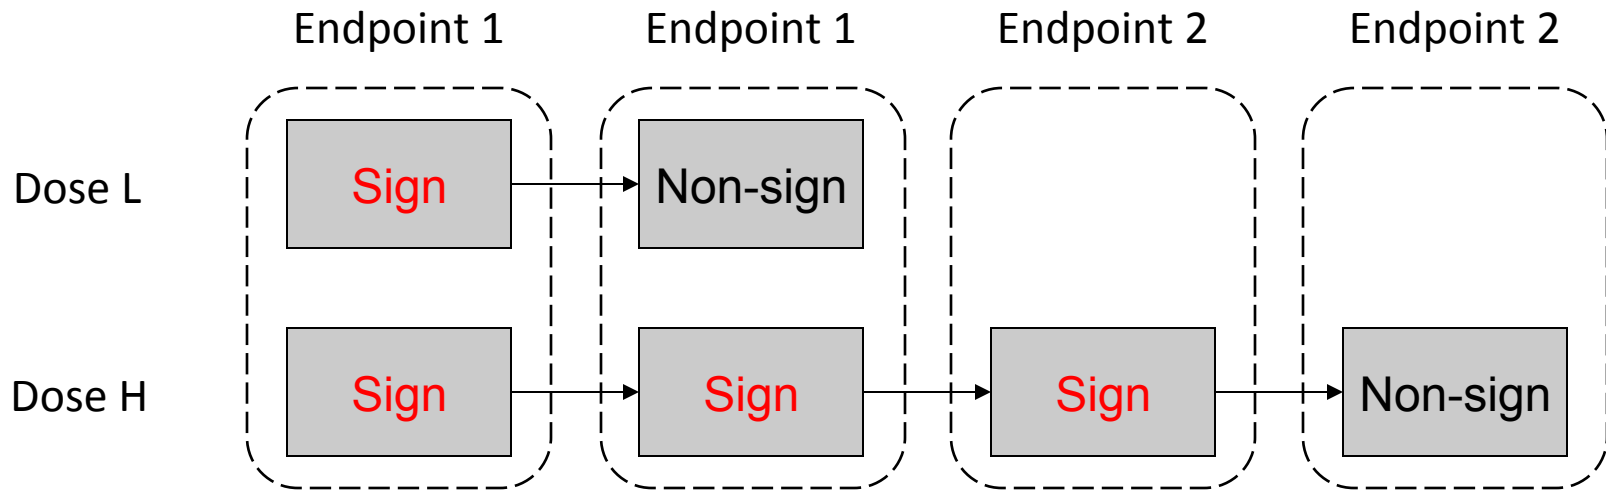 Endpoint 1 Endpoint 1 Endpoint 2 Endpoint 2
Dose L Sign Non-sign
Dose H Sign Sign Sign Non-sign